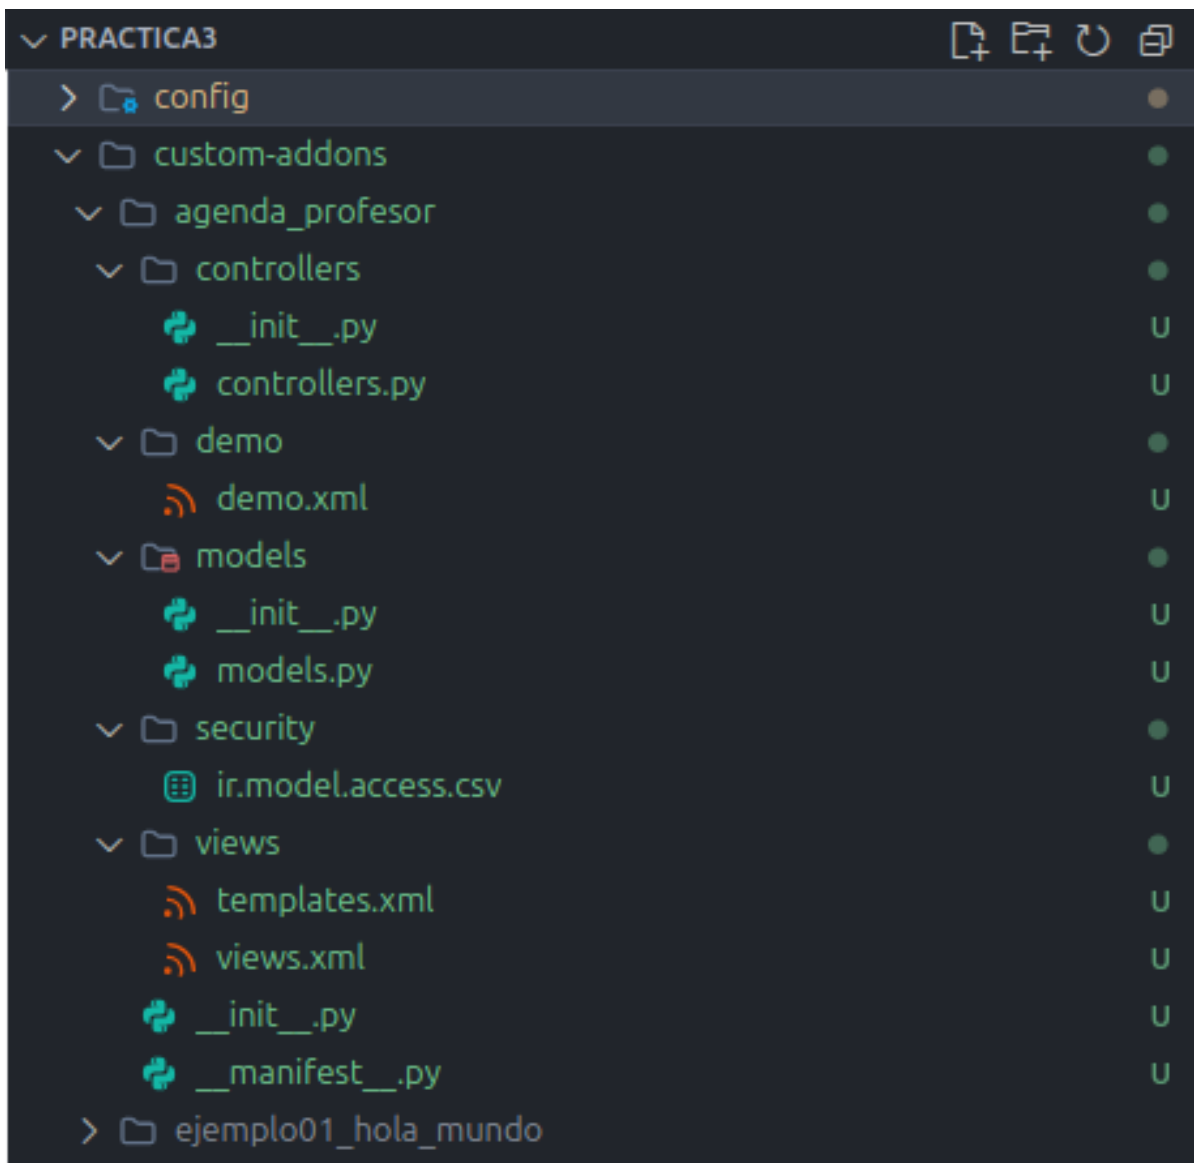 PRACTICA3
config
custom-addons
agenda_profesor
controllers
__init__.py U
controllers.py U
demo
demo.xml U
models
__init__.py U
models.py U
security
ir.model.access.csv U
views
templates.xml U
views.xml U
__init__.py U
__manifest__.py U
ejemplo01_hola_mundo